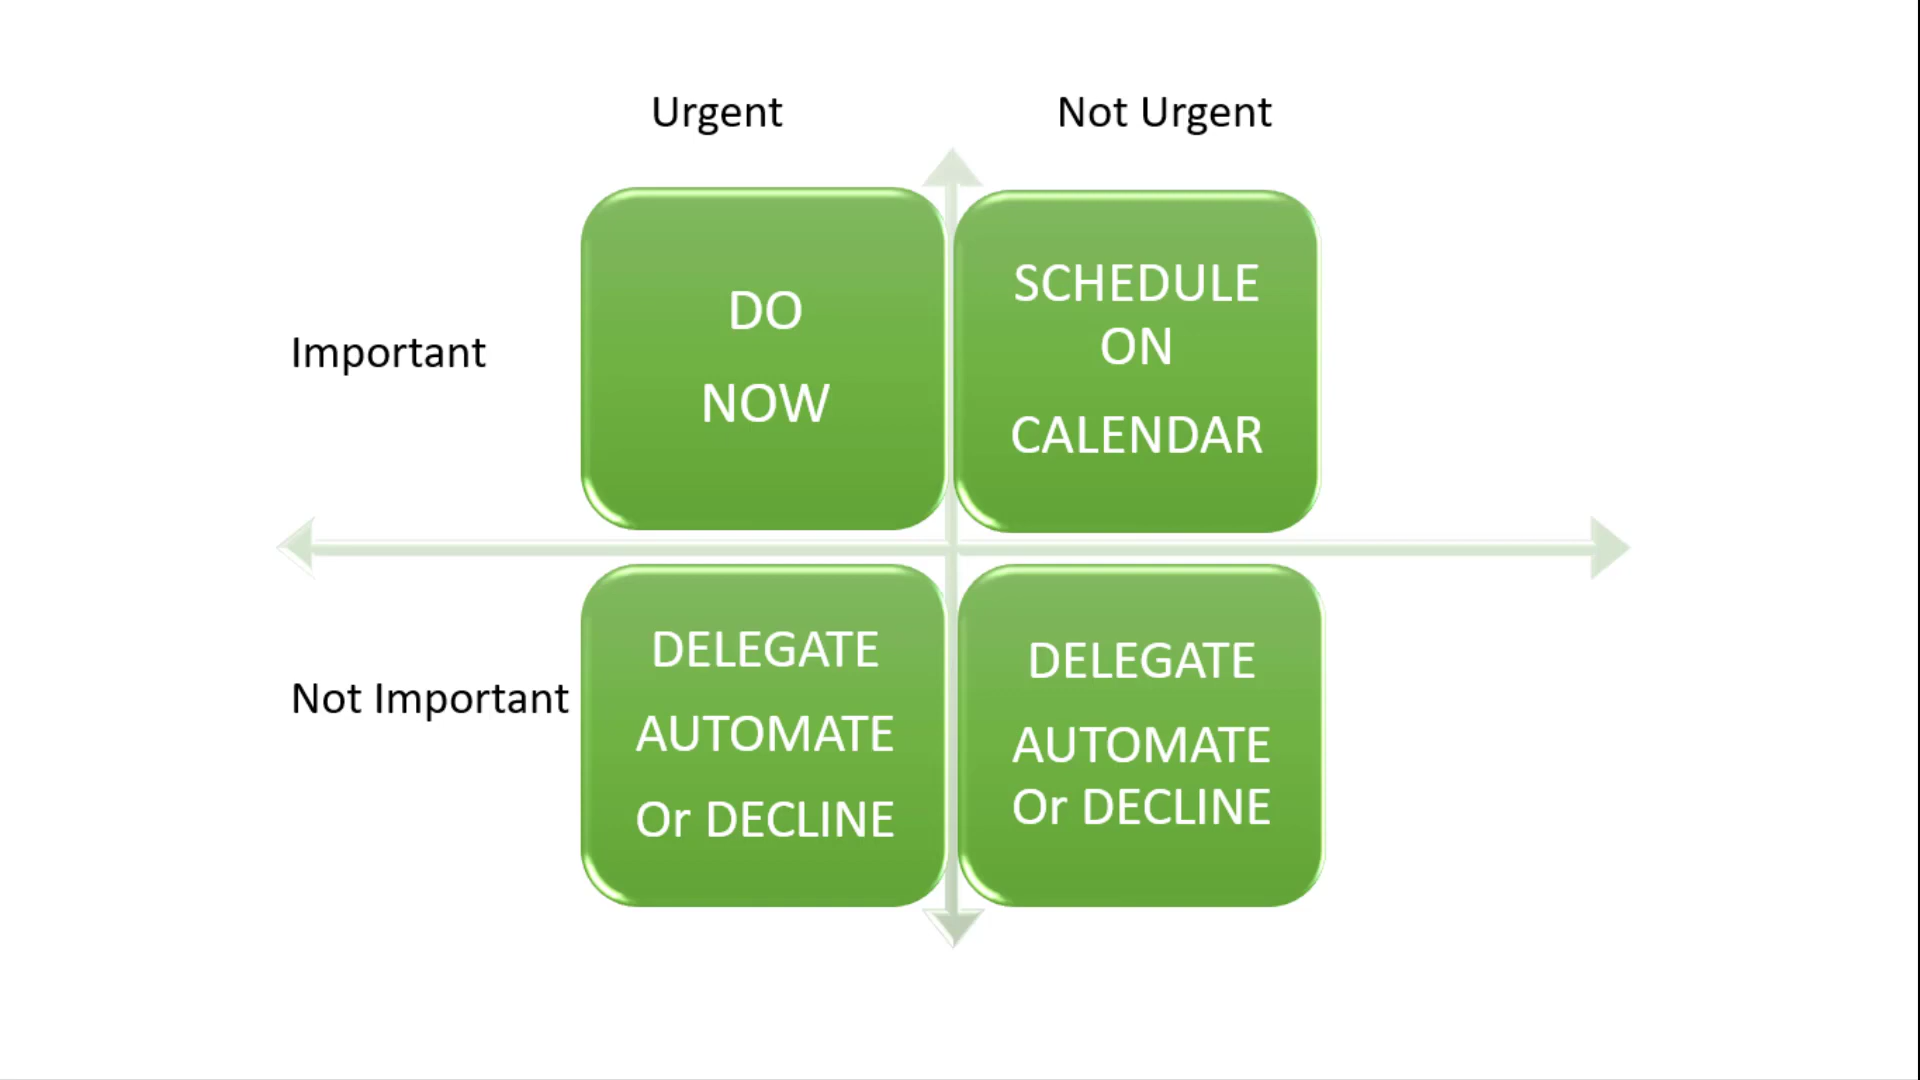 Urgent
Not Urgent
Important
DO
NOW
SCHEDULE
ON
CALENDAR
Not Important
DELEGATE
AUTOMATE
Or DECLINE
DELEGATE
AUTOMATE
Or DECLINE